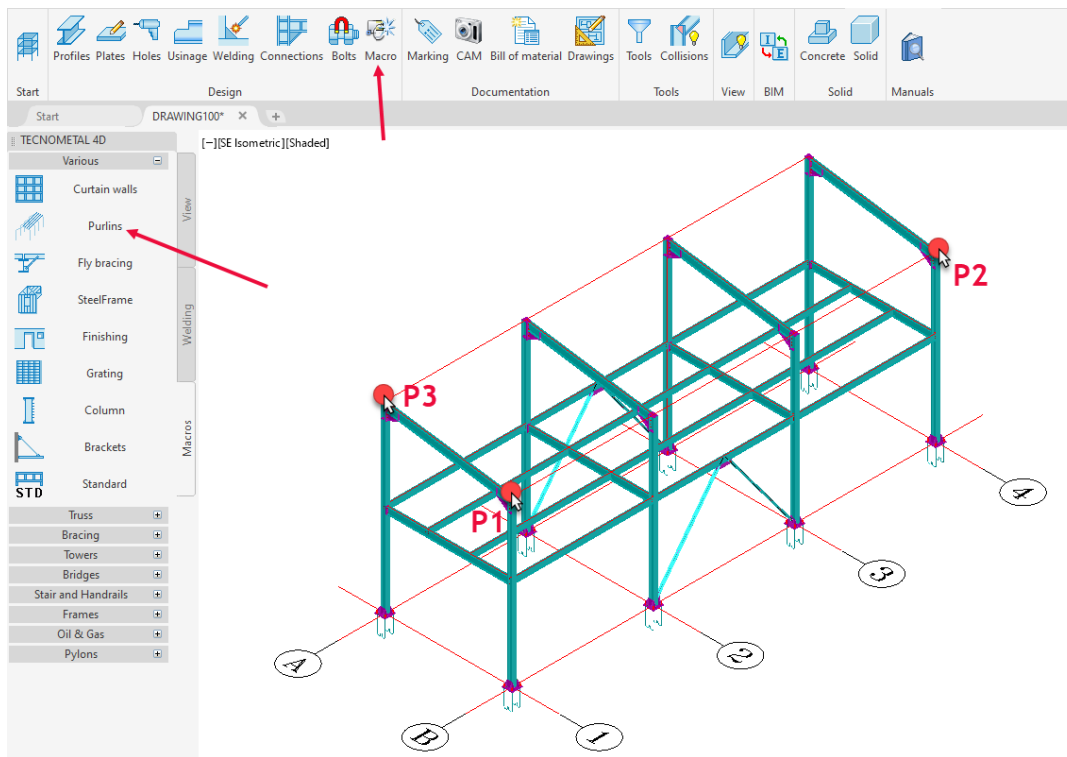 Profiles Plates Holes Usinage Welding Connections Bolts Macro Marking CAM Bill of material Drawings Tools Collisions Concrete Solid
Start Design Documentation Tools View BIM Solid Manuals
Start DRAWING100* × +
TECNOMETAL 4D
[−][SE Isometric][Shaded]
Various
Curtain walls
Purlins
Fly bracing
SteelFrame
Finishing
Grating
Column
Brackets
STD Standard
Truss
Bracing
Towers
Bridges
Stair and Handrails
Frames
Oil & Gas
Pylons
View
Welding
Macros
P2
P3
P1
4
3
2
A
B
1